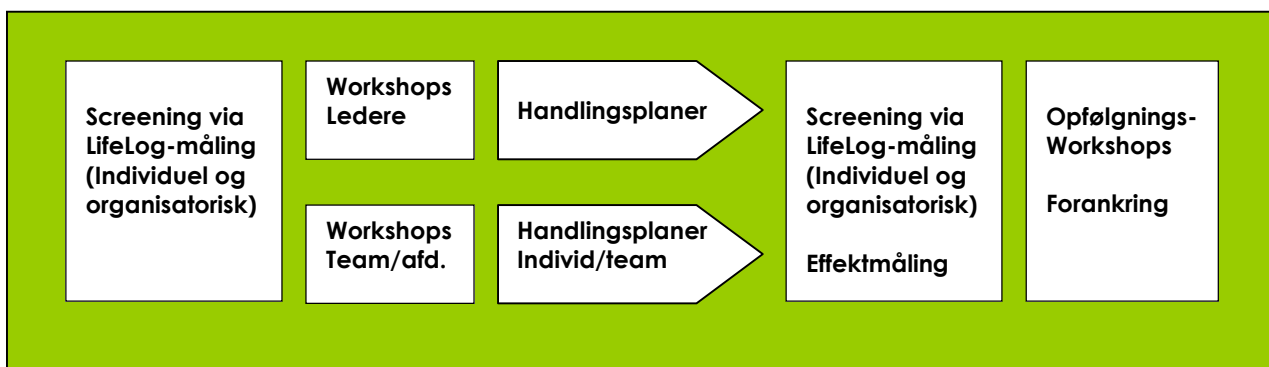 Screening via
LifeLog-måling
(Individuel og
organisatorisk)
Workshops
Ledere
Handlingsplaner
Workshops
Team/afd.
Handlingsplaner
Individ/team
Screening via
LifeLog-måling
(Individuel og
organisatorisk)
Effektmåling
Opfølgnings-
Workshops
Forankring